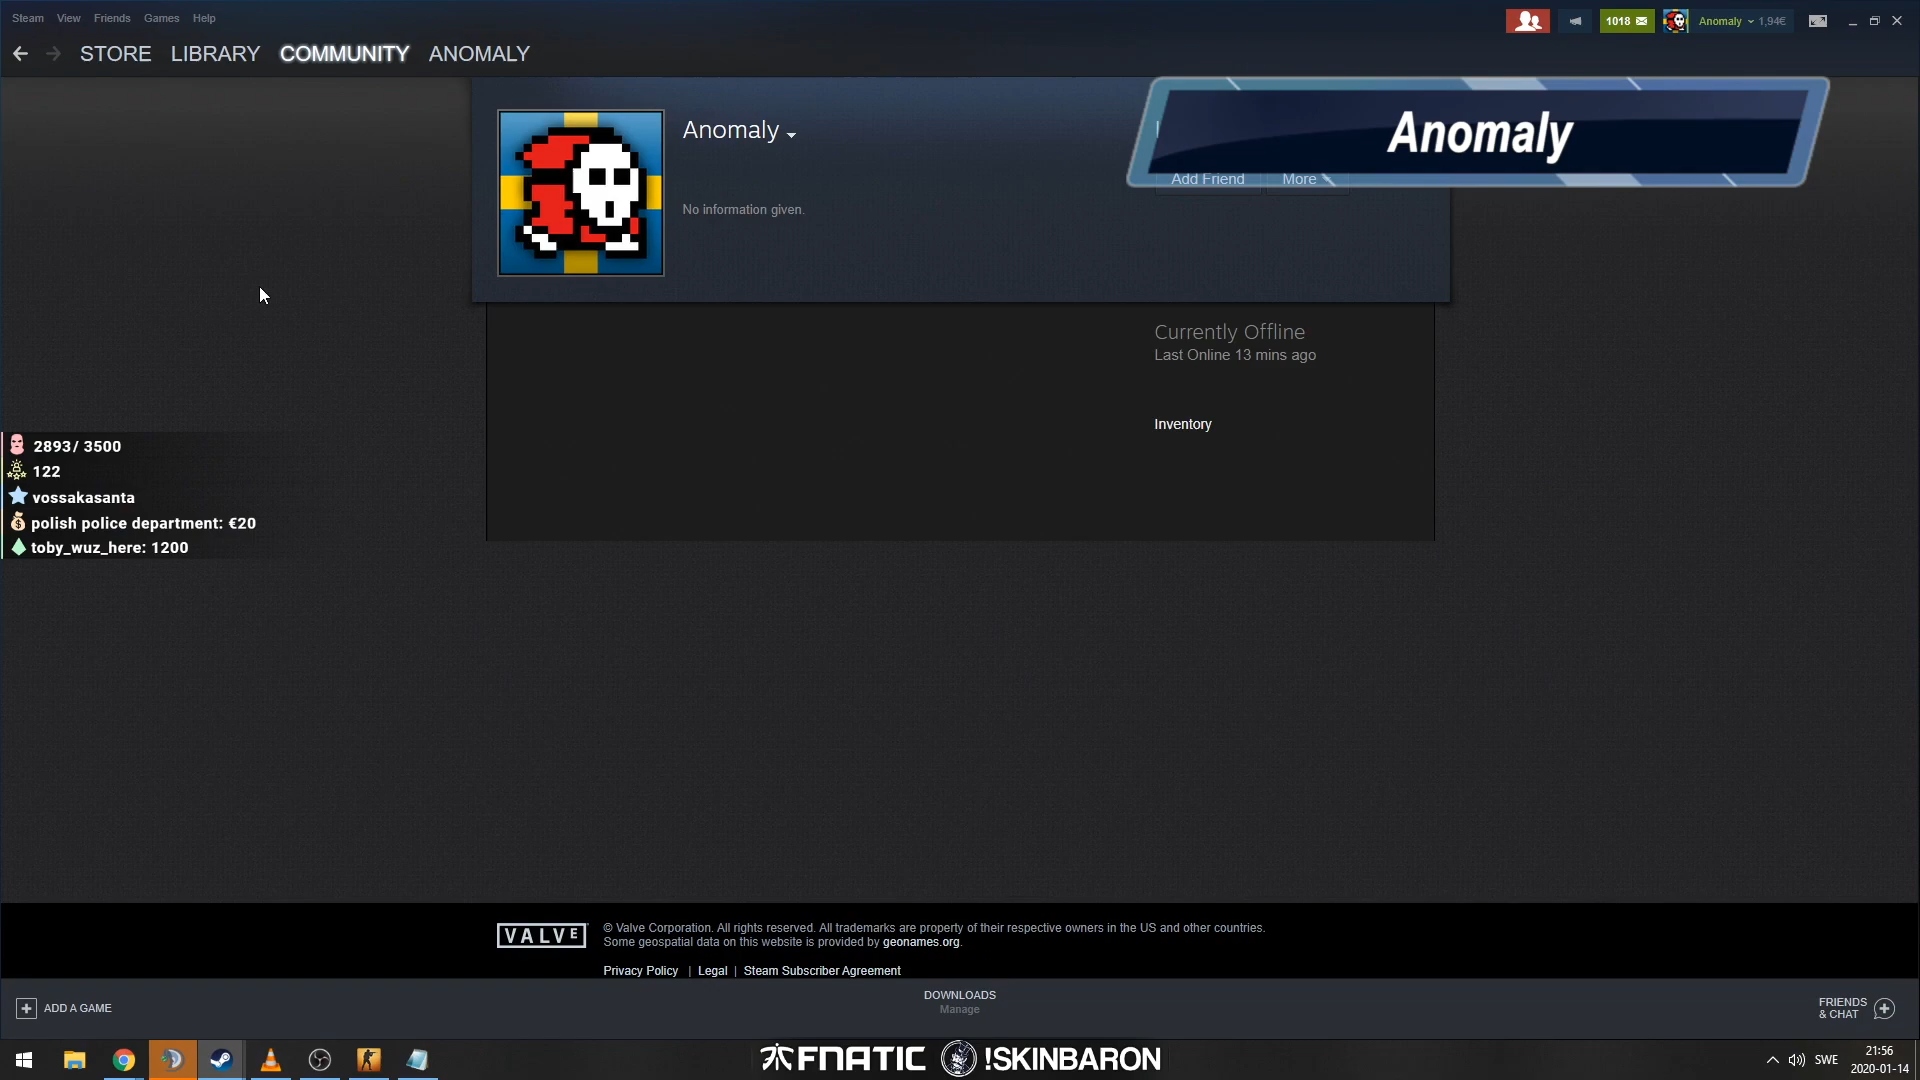 Steam View Friends Games Help
1018
Anomaly 1,94€
STORE LIBRARY COMMUNITY ANOMALY
Anomaly
Anomaly
Add Friend More
No information given.
Currently Offline
Last Online 13 mins ago
Inventory
2893/ 3500
122
vossakasanta
polish police department: €20
toby_wuz_here: 1200
VALVE
© Valve Corporation. All rights reserved. All trademarks are property of their respective owners in the US and other countries.
Some geospatial data on this website is provided by geonames.org.
Privacy Policy | Legal | Steam Subscriber Agreement
+ ADD A GAME
DOWNLOADS
Manage
FRIENDS
& CHAT +
FNATIC !SKINBARON
SWE
21:56
2020-01-14